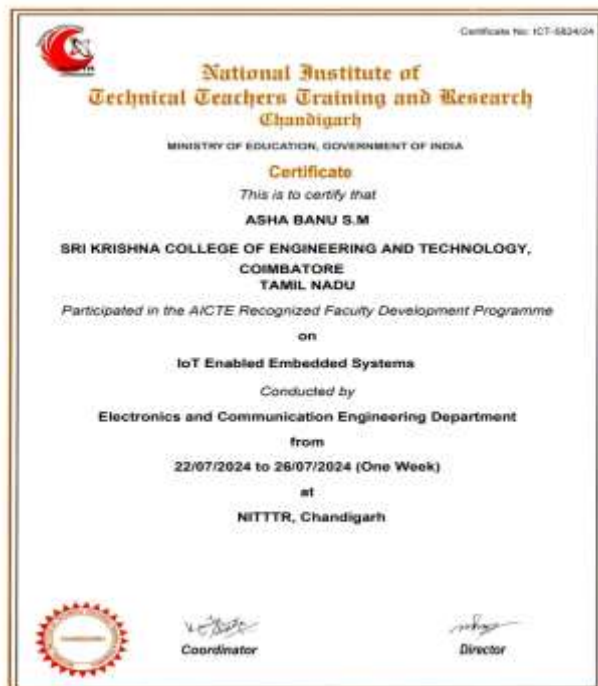 Certificate No: ICT-5824/24
National Institute of
Technical Teachers Training and Research
Chandigarh
MINISTRY OF EDUCATION, GOVERNMENT OF INDIA
Certificate
This is to certify that
ASHA BANU S.M
SRI KRISHNA COLLEGE OF ENGINEERING AND TECHNOLOGY,
COIMBATORE
TAMIL NADU
Participated in the AICTE Recognized Faculty Development Programme
on
IoT Enabled Embedded Systems
Conducted by
Electronics and Communication Engineering Department
from
22/07/2024 to 26/07/2024 (One Week)
at
NITTTR, Chandigarh
Coordinator
Director